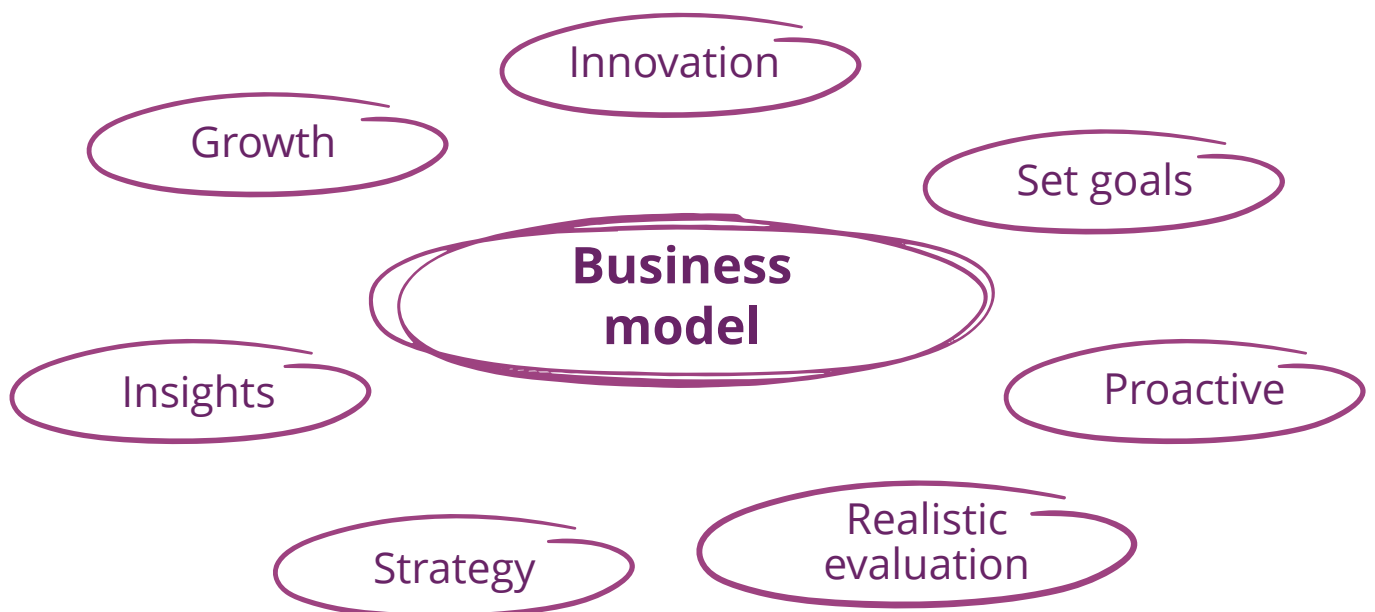 Innovation
Growth
Set goals
Business
model
Insights
Proactive
Realistic
evaluation
Strategy